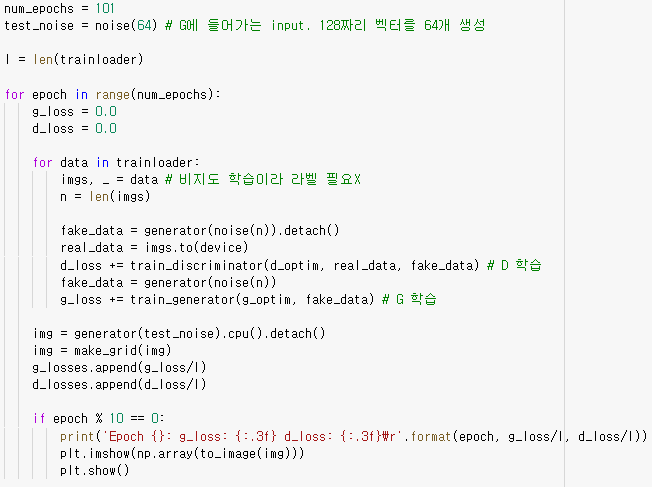 num_epochs = 101
test_noise = noise(64) # G에 들어가는 input. 128짜리 벡터를 64개 생성
l = len(trainloader)
for epoch in range(num_epochs):
g_loss = 0.0
d_loss = 0.0
for data in trainloader:
imgs, _ = data # 비지도 학습이라 라벨 필요X
n = len(imgs)
fake_data = generator(noise(n)).detach()
real_data = imgs.to(device)
d_loss += train_discriminator(d_optim, real_data, fake_data) # D 학습
fake_data = generator(noise(n))
g_loss += train_generator(g_optim, fake_data) # G 학습
img = generator(test_noise).cpu().detach()
img = make_grid(img)
g_losses.append(g_loss/l)
d_losses.append(d_loss/l)
if epoch % 10 == 0:
print('Epoch {}: g_loss: {:.3f} d_loss: {:.3f}₩r'.format(epoch, g_loss/l, d_loss/l))
plt.imshow(np.array(to_image(img)))
plt.show()